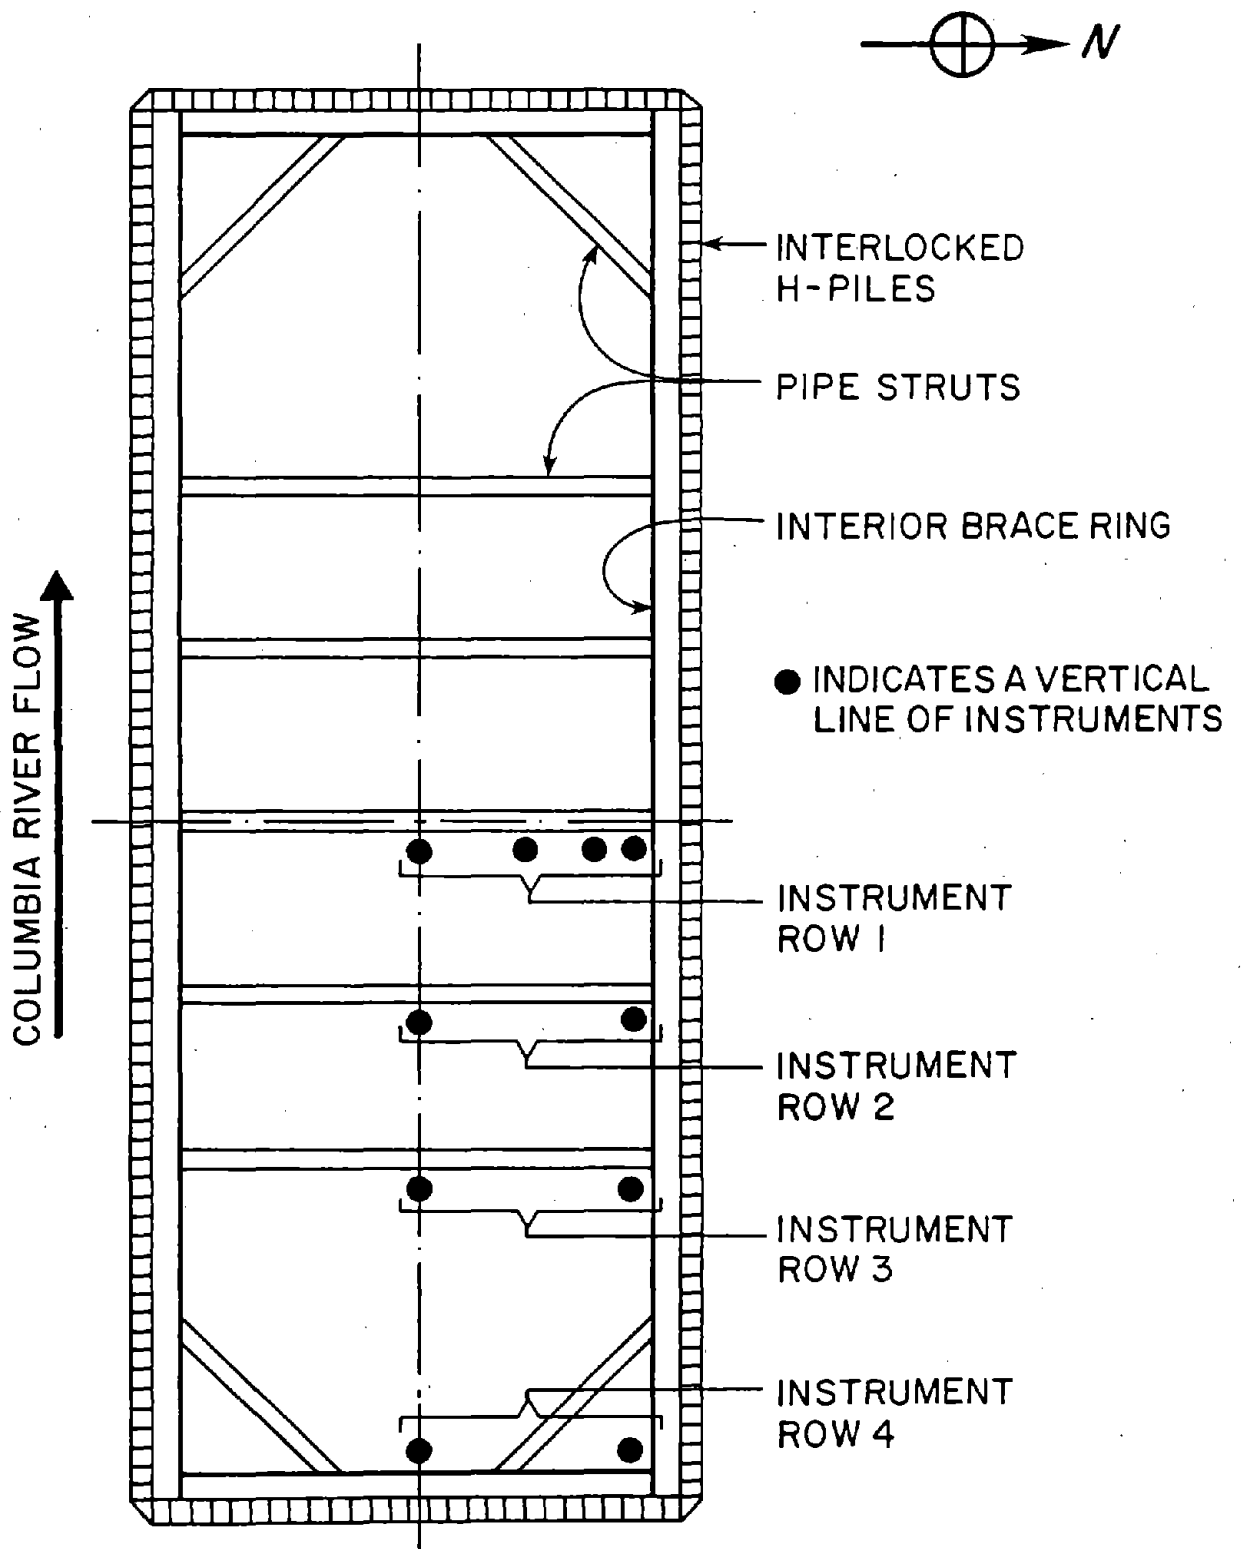 N
INTERLOCKED
H-PILES
PIPE STRUTS
INTERIOR BRACE RING
INDICATES A VERTICAL
LINE OF INSTRUMENTS
COLUMBIA RIVER FLOW
INSTRUMENT
ROW 1
INSTRUMENT
ROW 2
INSTRUMENT
ROW 3
INSTRUMENT
ROW 4